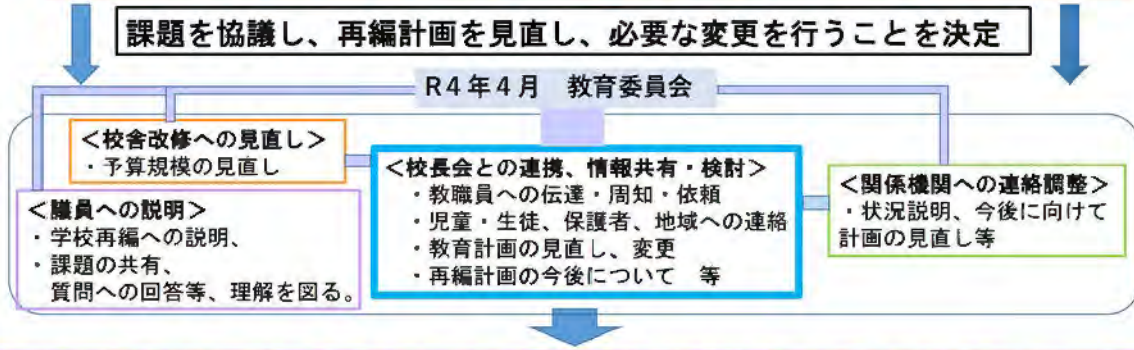 課題を協議し、再編計画を見直し、必要な変更を行うことを決定
R4年4月　教育委員会
＜校舎改修への見直し＞
・予算規模の見直し
＜議員への説明＞
・学校再編への説明、
・課題の共有、
質問への回答等、理解を図る。
＜校長会との連携、情報共有・検討＞
・教職員への伝達・周知・依頼
・児童・生徒、保護者、地域への連絡
・教育計画の見直し、変更
・再編計画の今後について　等
＜関係機関への連絡調整＞
・状況説明、今後に向けて
計画の見直し等